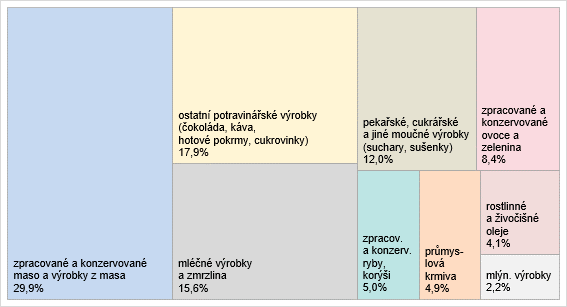 ostatní potravinářské výrobky
(čokoláda, káva,
hotové pokrmy, cukrovinky)
17,9%
pekařské, cukrářské
a jiné moučné výrobky
(suchary, sušenky)
12,0%
zpracované a
konzervované
ovoce a
zelenina
8,4%
zpracované a konzervované
maso a výrobky z masa
29,9%
mléčné výrobky
a zmrzlina
15,6%
zpracov.
a konzerv.
ryby,
korýši
5,0%
průmys-
lová
krmiva
4,9%
rostlinné
a živočišné
oleje
4,1%
mlýn. výrobky
2,2%